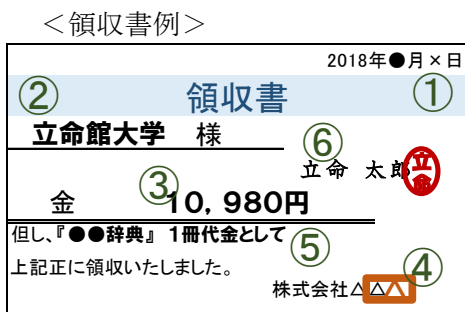 ＜領収書例＞
2018年●月×日
② 領収書 ①
立命館大学 様 ⑥
立命 太郎 立命
金 ③10，980円
但し、『●●辞典』 1冊代金として ⑤
上記正に領収いたしました。 ④
株式会社△△△